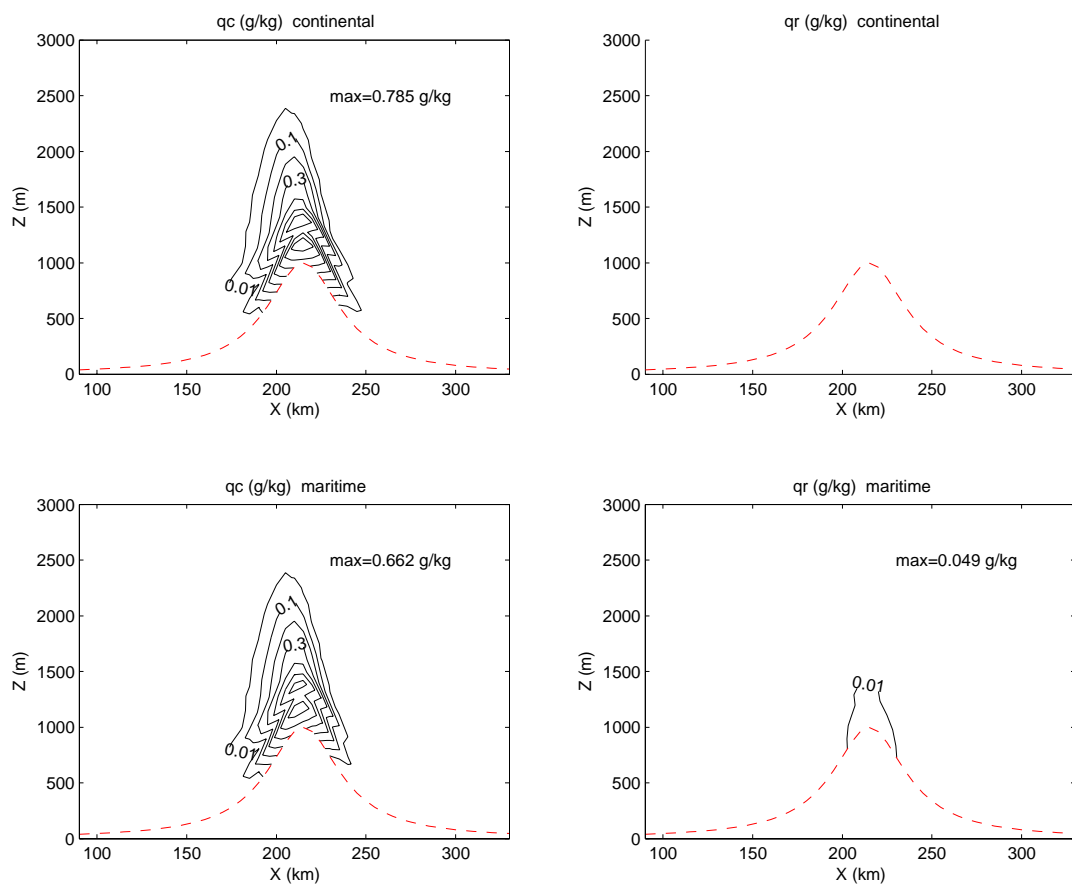 qc (g/kg) continental
3000
2500
2000
1500
1000
500
0
Z (m)
max=0.785 g/kg
0.1
0.3
0.01
100 150 200 250 300
X (km)
qr (g/kg) continental
3000
2500
2000
1500
1000
500
0
Z (m)
100 150 200 250 300
X (km)
qc (g/kg) maritime
3000
2500
2000
1500
1000
500
0
Z (m)
max=0.662 g/kg
0.1
0.3
0.01
100 150 200 250 300
X (km)
qr (g/kg) maritime
3000
2500
2000
1500
1000
500
0
Z (m)
max=0.049 g/kg
0.01
100 150 200 250 300
X (km)